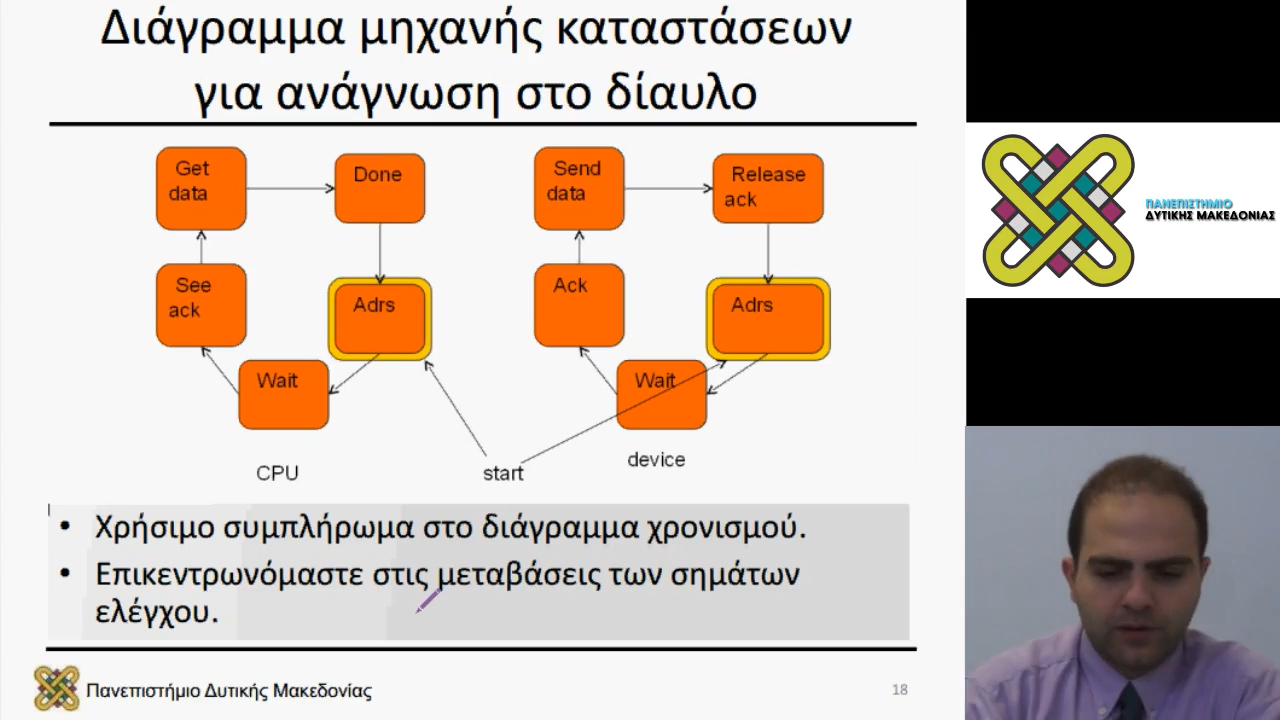 Διάγραμμα μηχανής καταστάσεων
για ανάγνωση στο δίαυλο
Get
data
Done
See
ack
Adrs
Wait
CPU
start
Send
data
Release
ack
Ack
Adrs
Wait
device
• Χρήσιμο συμπλήρωμα στο διάγραμμα χρονισμού.
• Επικεντρωνόμαστε στις μεταβάσεις των σημάτων
ελέγχου.
Πανεπιστήμιο Δυτικής Μακεδονίας
18
ΠΑΝΕΠΙΣΤΗΜΙΟ
ΔΥΤΙΚΗΣ ΜΑΚΕΔΟΝΙΑΣ